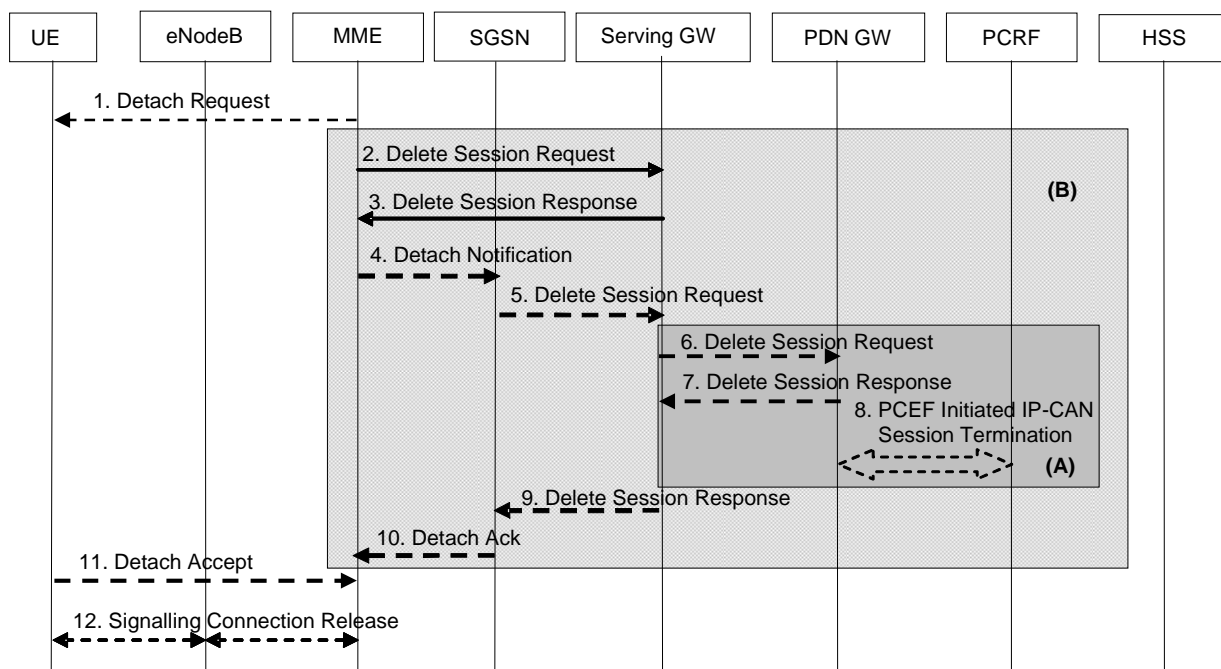 UE
eNodeB
MME
SGSN
Serving GW
PDN GW
PCRF
HSS
1. Detach Request
2. Delete Session Request
(B)
3. Delete Session Response
4. Detach Notification
5. Delete Session Request
6. Delete Session Request
7. Delete Session Response
8. PCEF Initiated IP-CAN
Session Termination
(A)
9. Delete Session Response
10. Detach Ack
11. Detach Accept
12. Signalling Connection Release